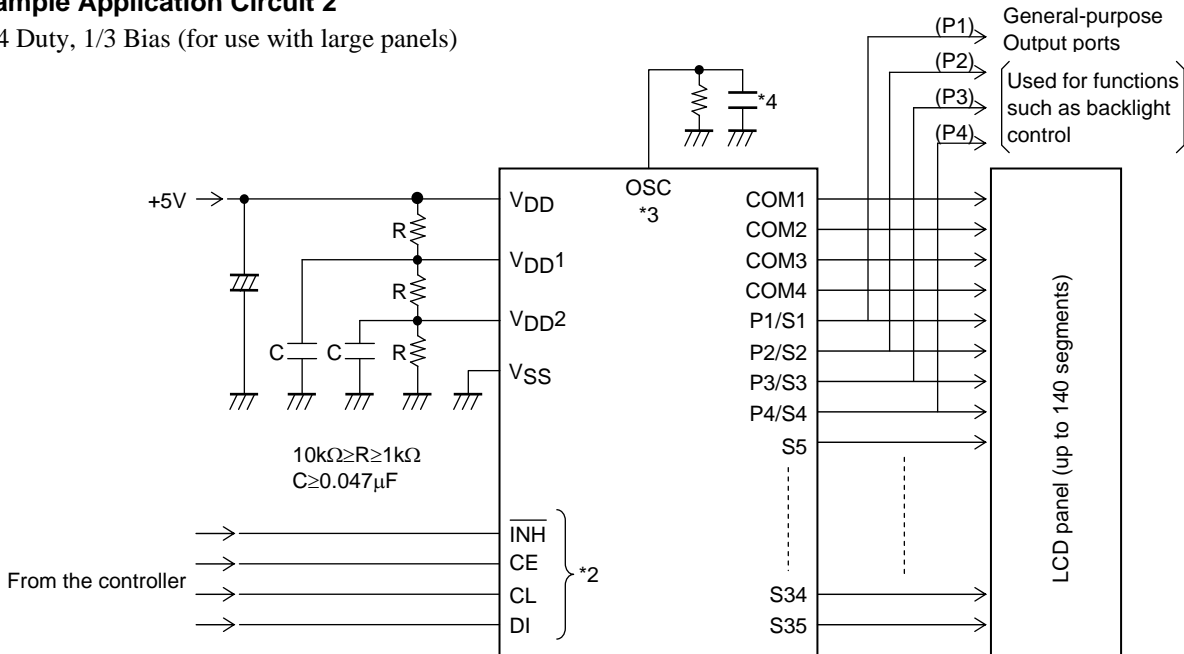 ample Application Circuit 2
4 Duty, 1/3 Bias (for use with large panels)
(P1)
General-purpose
Output ports
(P2)
(P3)
(P4)
Used for functions
such as backlight
control
*4
+5V
VDD
OSC
*3
COM1
COM2
COM3
COM4
P1/S1
P2/S2
P3/S3
P4/S4
S5
R
VDD1
R
VDD2
C
C
R
VSS
10kΩ≥R≥1kΩ
C≥0.047μF
LCD panel (up to 140 segments)
From the controller
INH
CE
CL
DI
*2
S34
S35